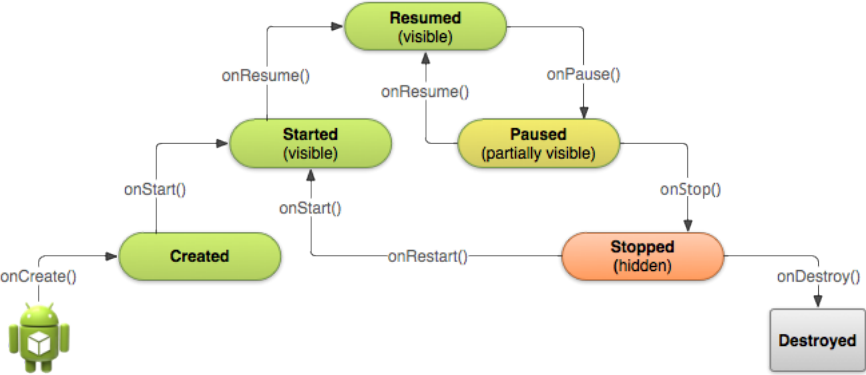 Resumed
(visible)
onResume()
onPause()
onResume()
Started
(visible)
Paused
(partially visible)
onStart()
onStop()
onStart()
Created
onRestart()
Stopped
(hidden)
onCreate()
onDestroy()
Destroyed